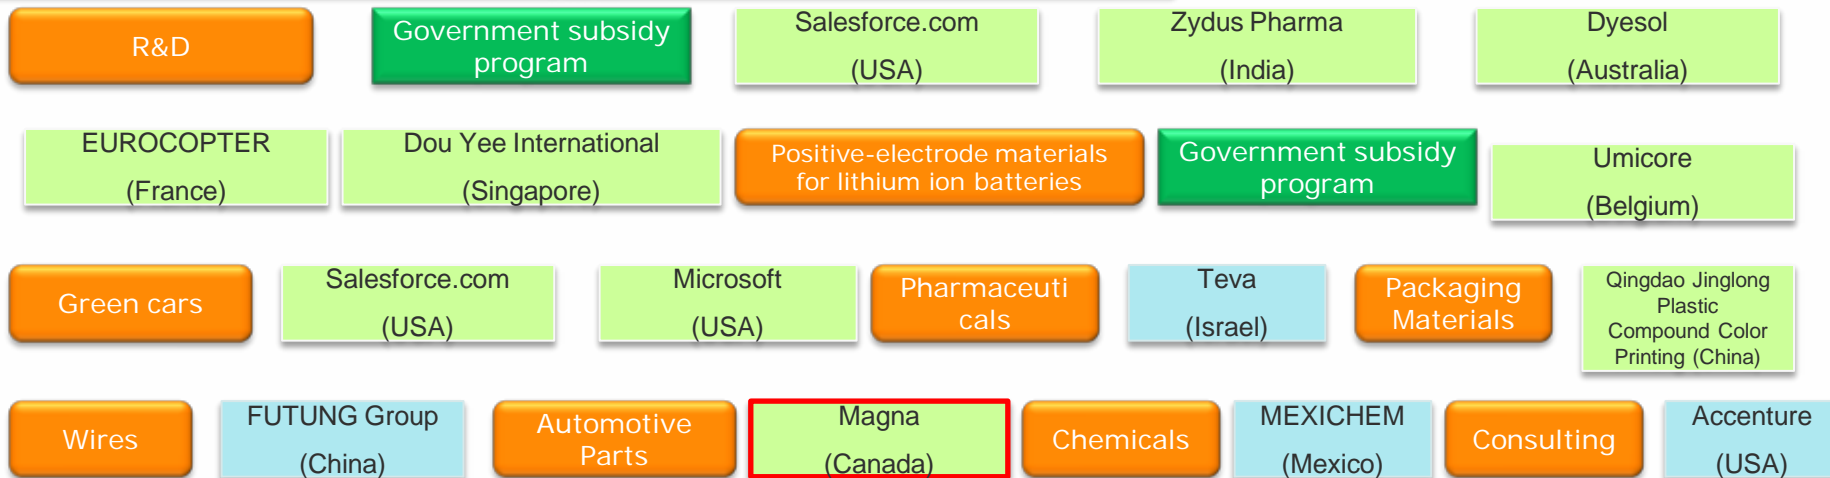 R&D
Government subsidy
program
Salesforce.com
(USA)
Zydus Pharma
(India)
Dyesol
(Australia)
EUROCOPTER
(France)
Dou Yee International
(Singapore)
Positive-electrode materials
for lithium ion batteries
Government subsidy
program
Umicore
(Belgium)
Green cars
Salesforce.com
(USA)
Microsoft
(USA)
Pharmaceuti
cals
Teva
(Israel)
Packaging
Materials
Qingdao Jinglong
Plastic
Compound Color
Printing (China)
Wires
FUTUNG Group
(China)
Automotive
Parts
Magna
(Canada)
Chemicals
MEXICHEM
(Mexico)
Consulting
Accenture
(USA)